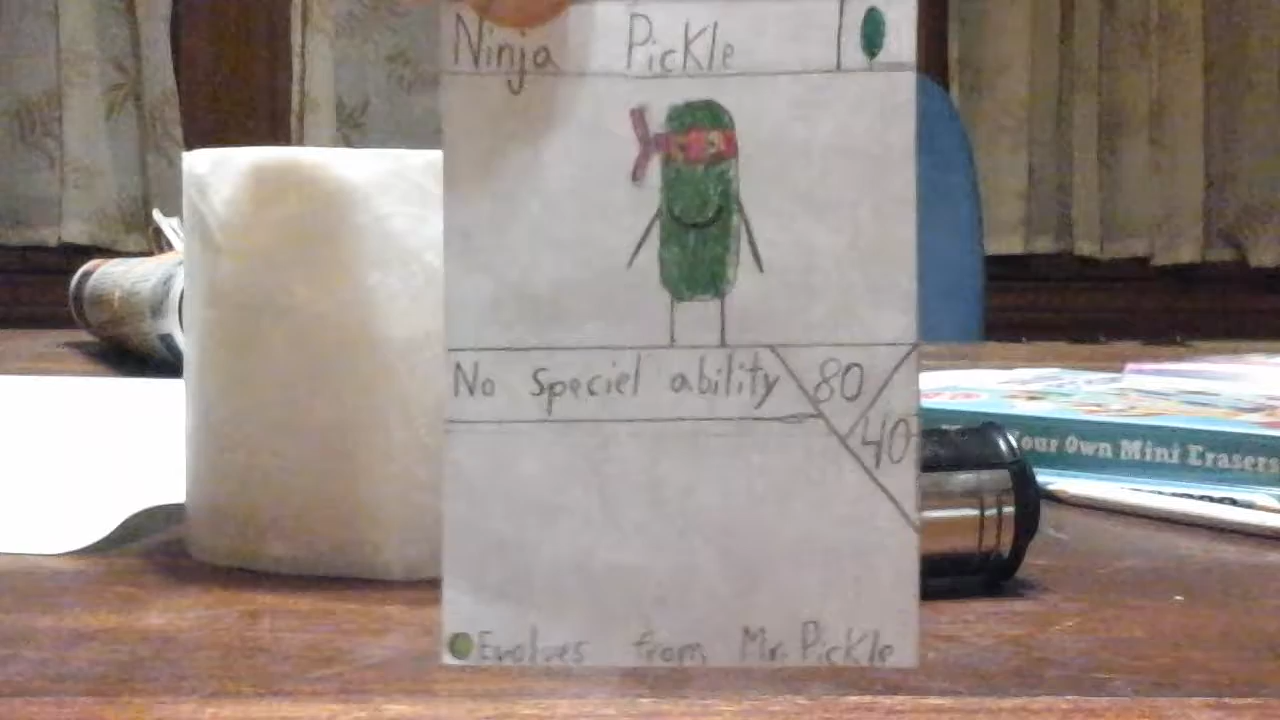 Ninja Pickle
No Speciel ability
80
40
Evolves from Mr. Pickle
Your Own Mini Erasers